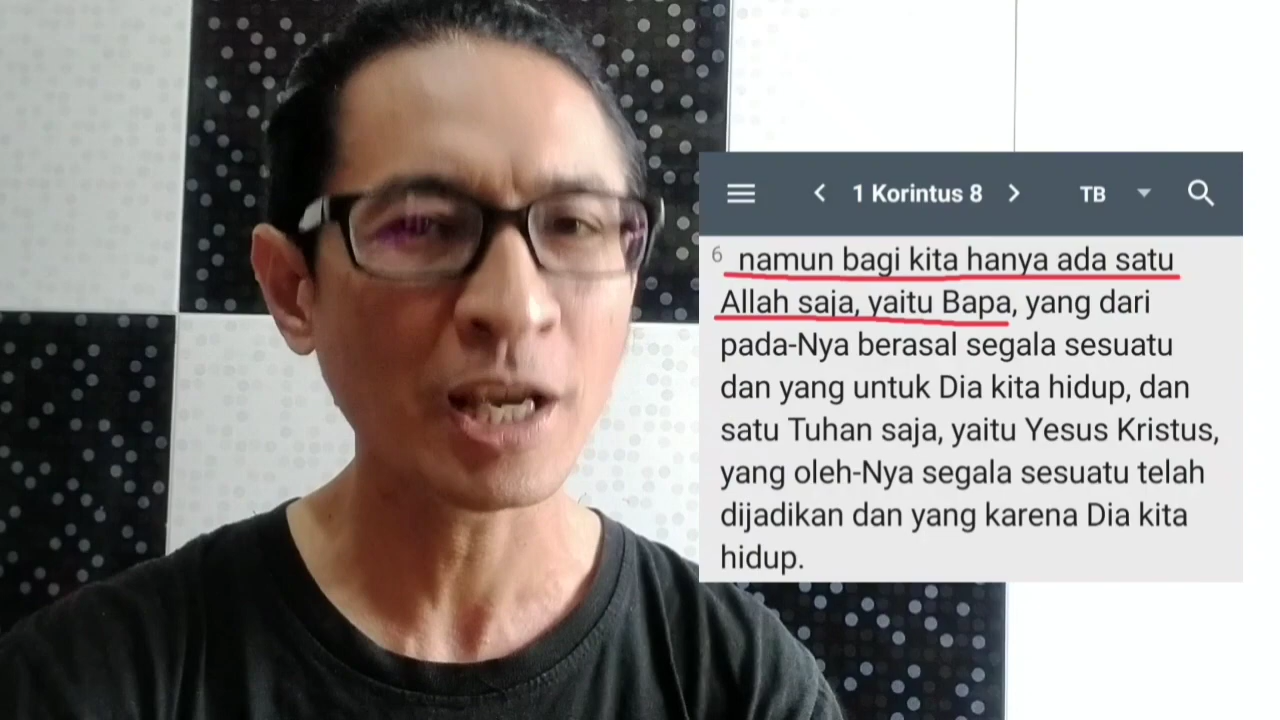 1 Korintus 8 TB
6 namun bagi kita hanya ada satu
Allah saja, yaitu Bapa, yang dari
pada-Nya berasal segala sesuatu
dan yang untuk Dia kita hidup, dan
satu Tuhan saja, yaitu Yesus Kristus,
yang oleh-Nya segala sesuatu telah
dijadikan dan yang karena Dia kita
hidup.